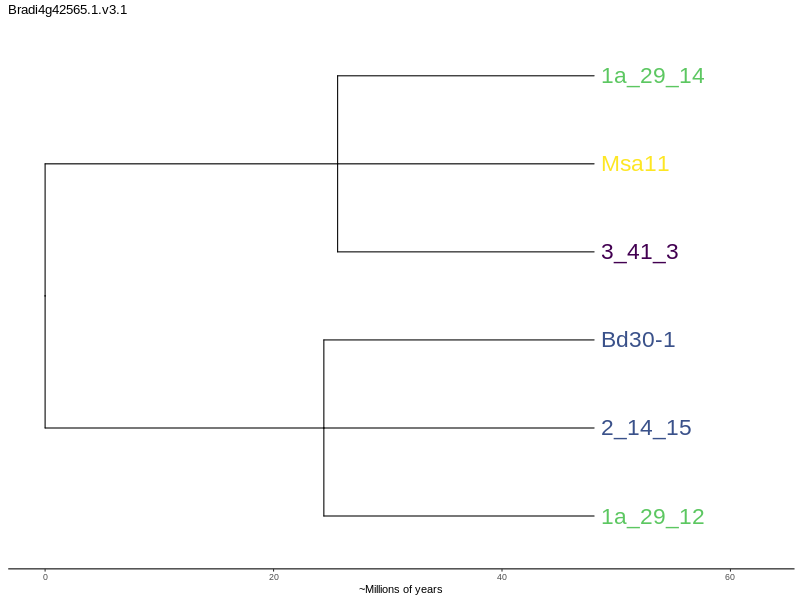 Bradi4g42565.1.v3.1
1a_29_14
Msa11
3_41_3
Bd30-1
2_14_15
1a_29_12
0 20 40 60
~Millions of years